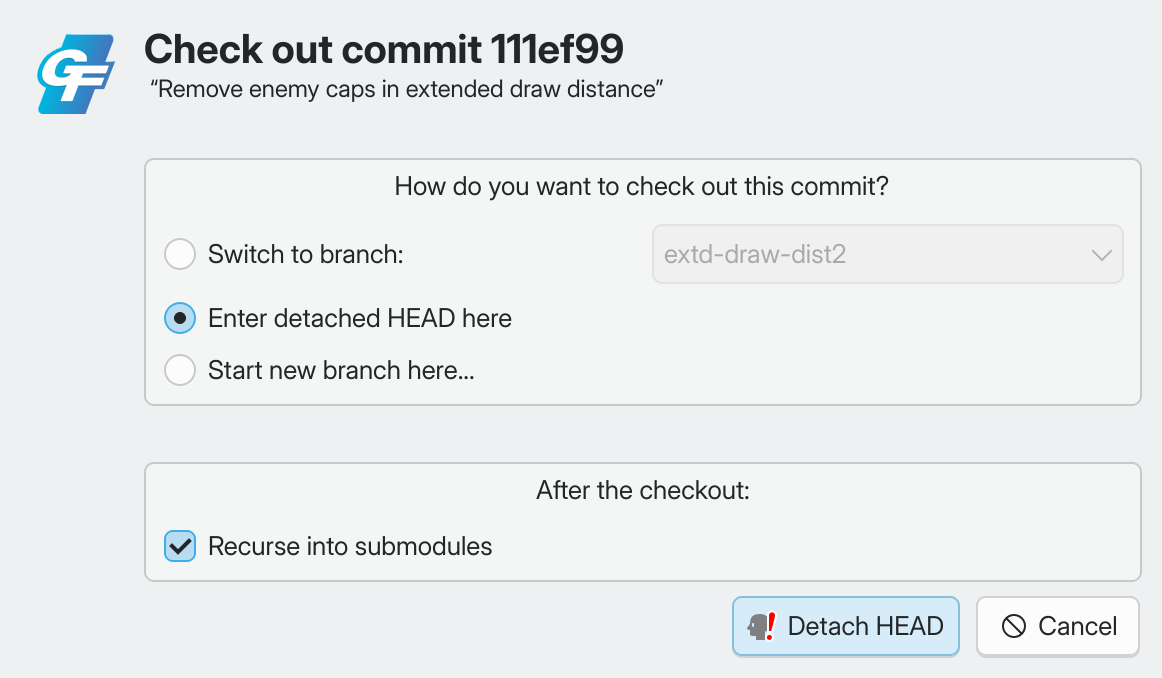 GF
Check out commit 111ef99
“Remove enemy caps in extended draw distance”
How do you want to check out this commit?
Switch to branch: extd-draw-dist2
Enter detached HEAD here
Start new branch here...
After the checkout:
Recurse into submodules
Detach HEAD Cancel